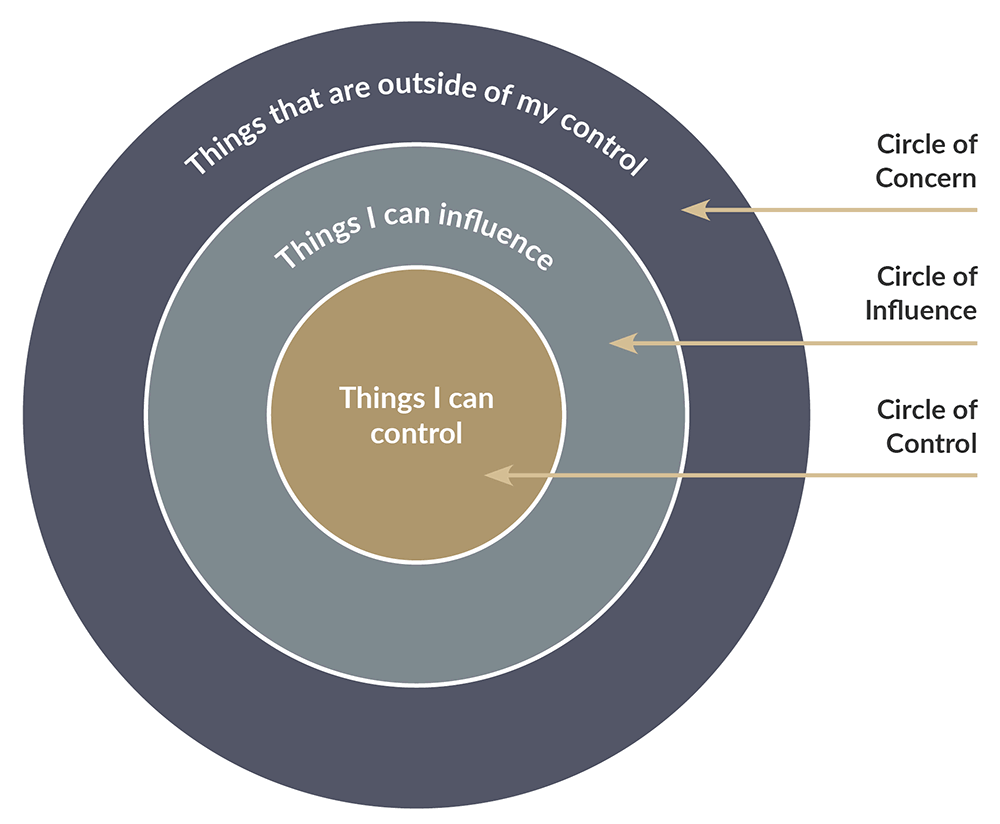 Things that are outside of my control
Things I can influence
Things I can
control
Circle of
Concern
Circle of
Influence
Circle of
Control